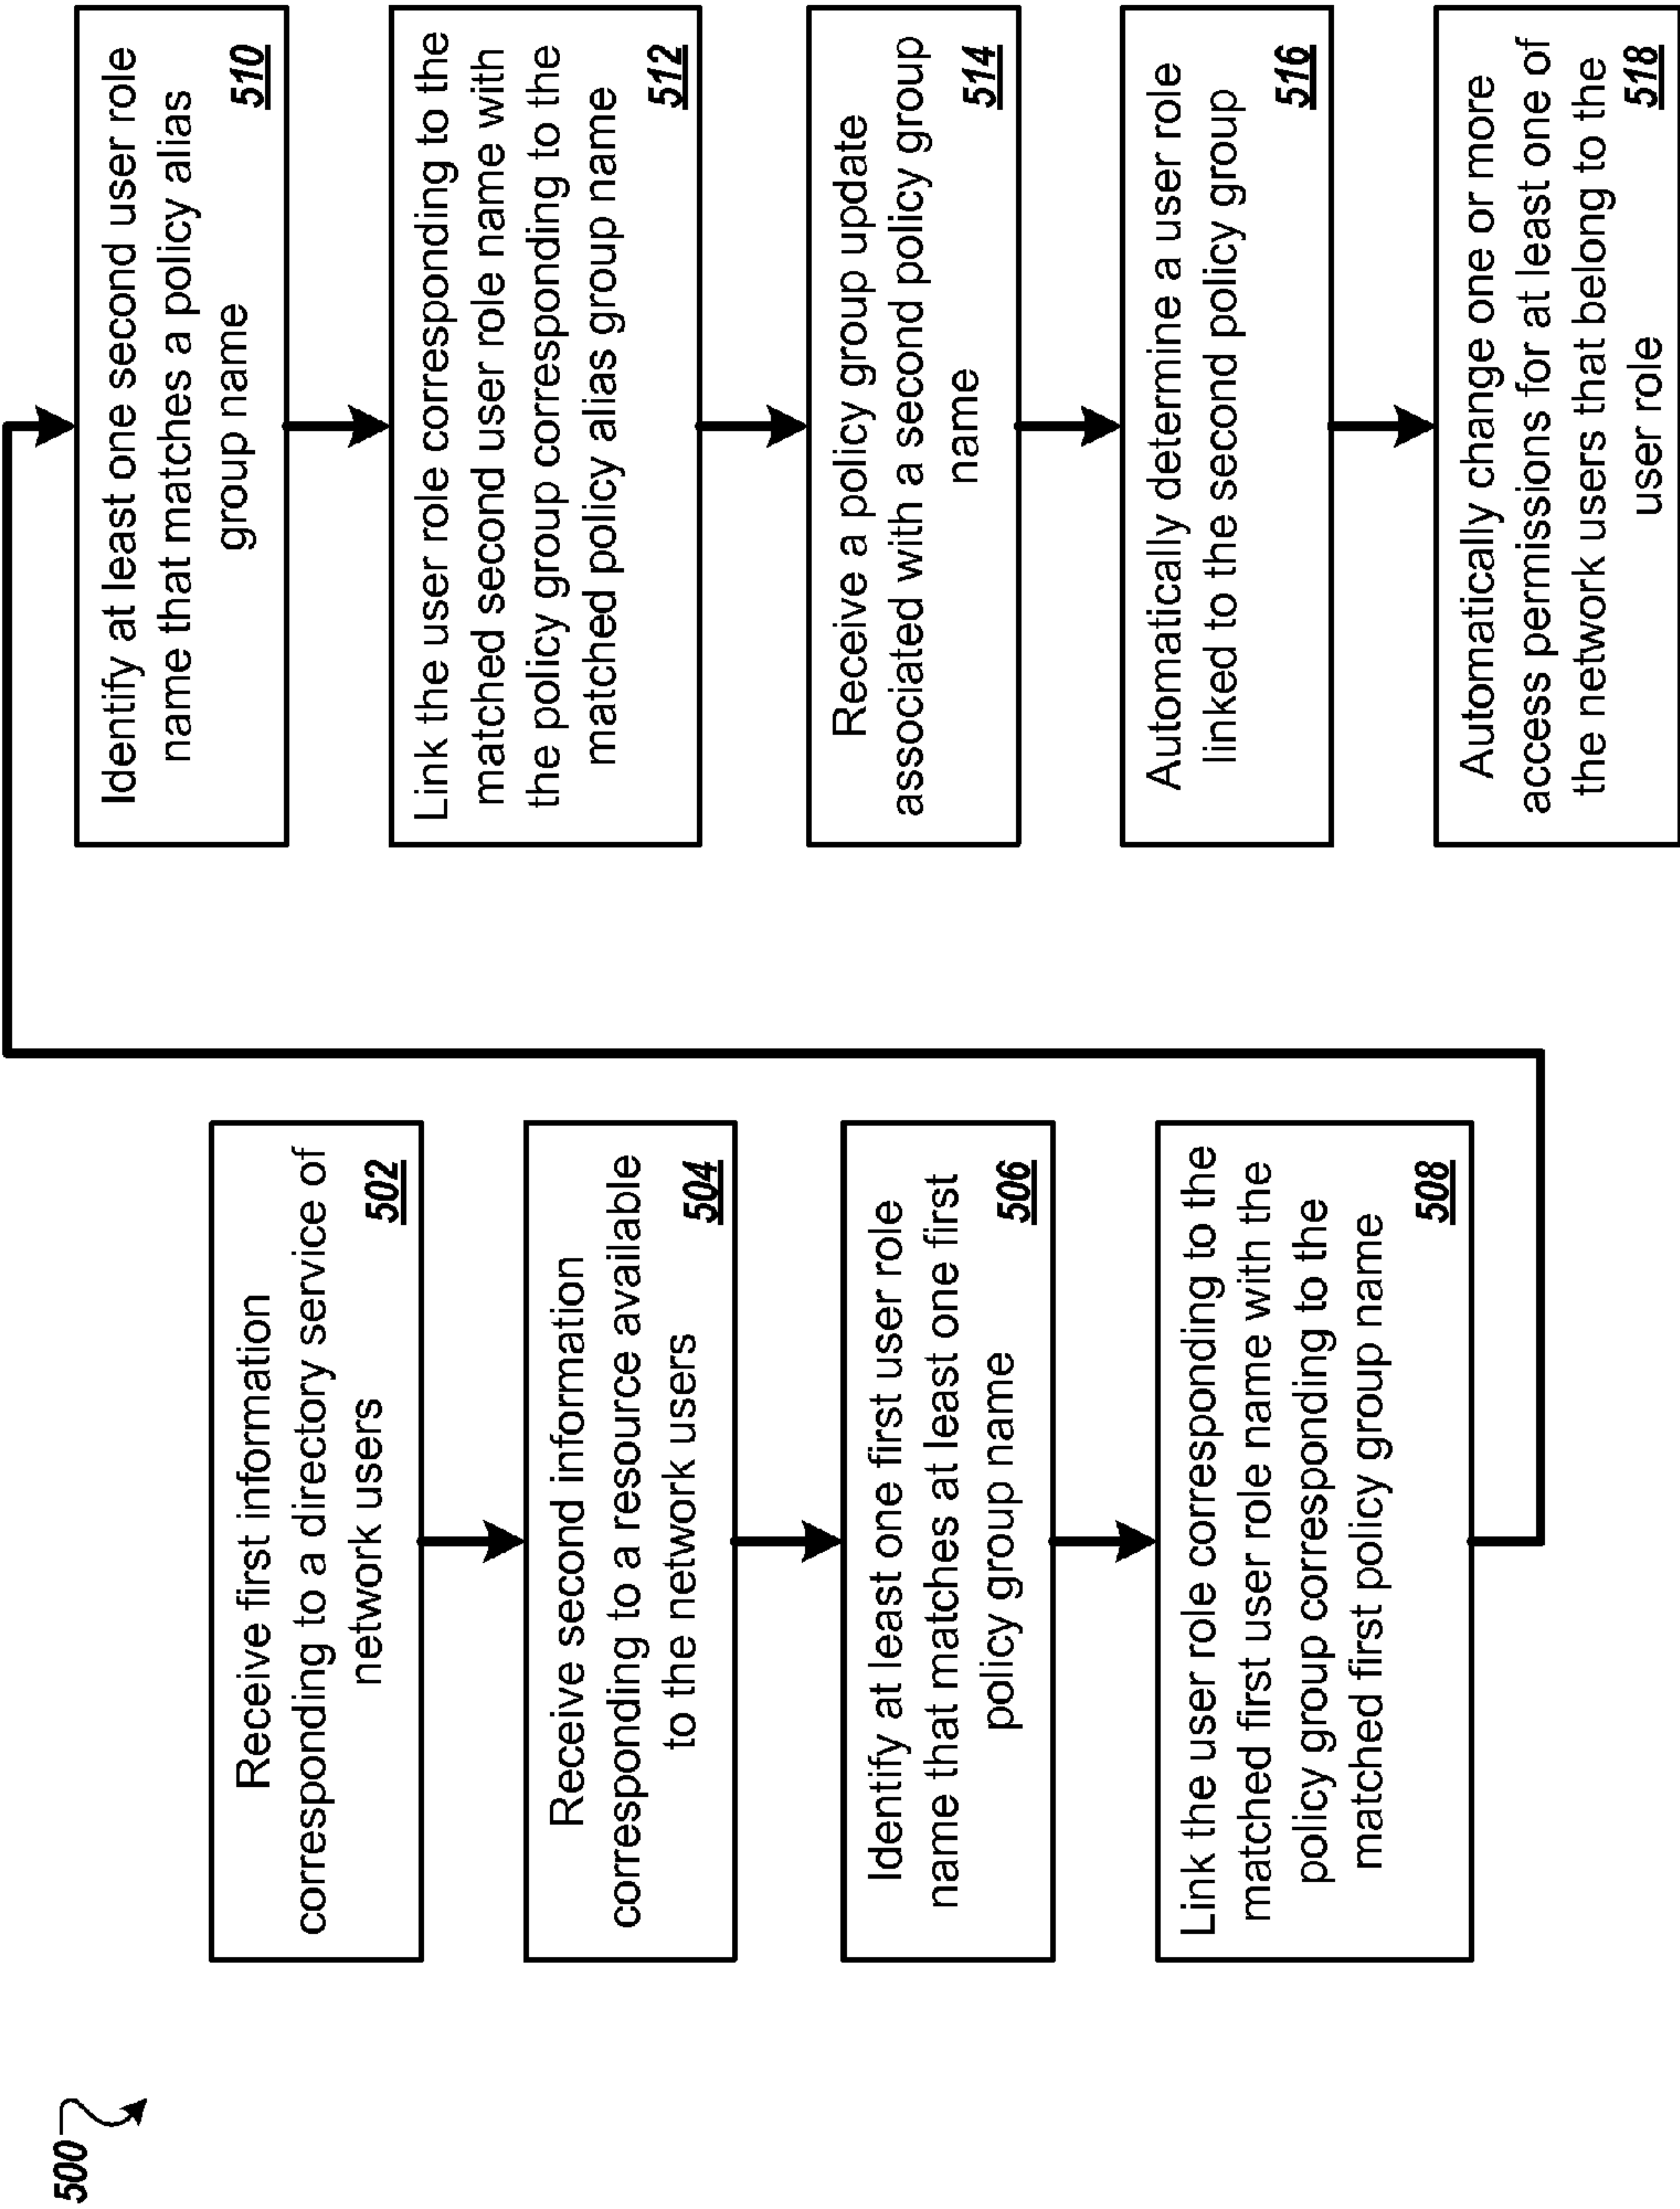 500
Receive first information
corresponding to a directory service of
network users
502
Receive second information
corresponding to a resource available
to the network users
504
Identify at least one first user role
name that matches at least one first
policy group name
506
Link the user role corresponding to the
matched first user role name with the
policy group corresponding to the
matched first policy group name
508
Identify at least one second user role
name that matches a policy alias
group name
510
Link the user role corresponding to the
matched second user role name with
the policy group corresponding to the
matched policy alias group name
512
Receive a policy group update
associated with a second policy group
name
514
Automatically determine a user role
linked to the second policy group
516
Automatically change one or more
access permissions for at least one of
the network users that belong to the
user role
518